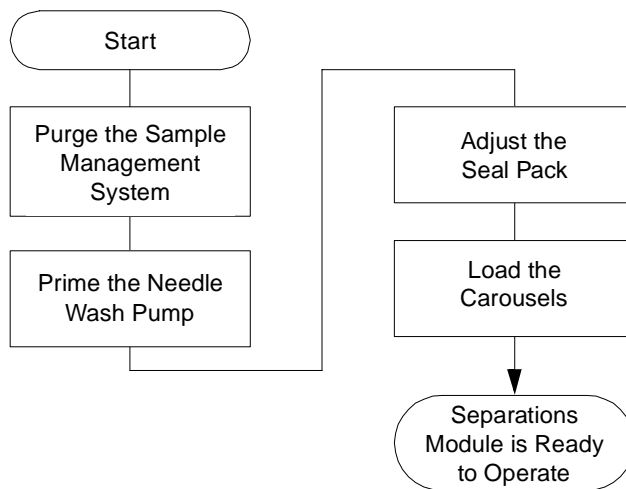 Start
Purge the Sample
Management
System
Prime the Needle
Wash Pump
Adjust the
Seal Pack
Load the
Carousels
Separations
Module is Ready
to Operate